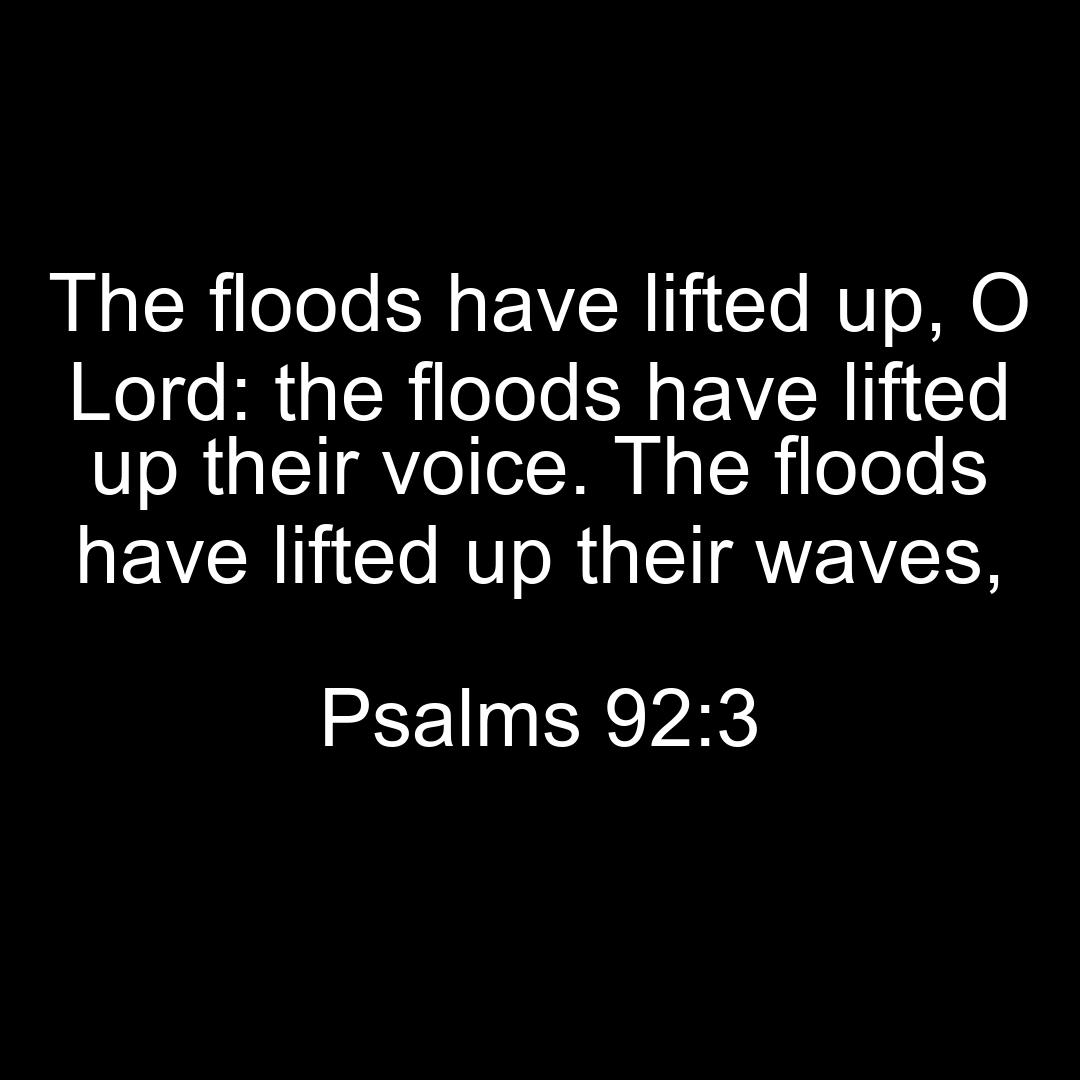 The floods have lifted up, O
Lord: the floods have lifted
up their voice. The floods
have lifted up their waves,
Psalms 92:3